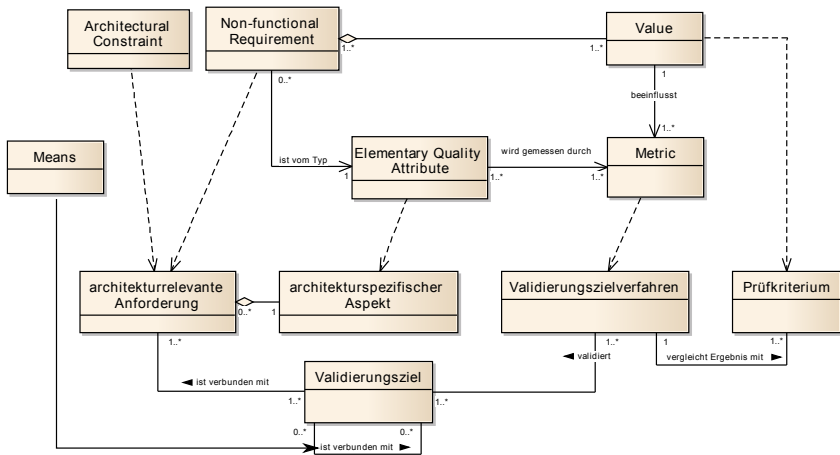 Architectural
Constraint
Non-functional
Requirement
1..*
1..*
Value
0..*
1
beeinflusst
1..*
Means
ist vom Typ
1
Elementary Quality
Attribute
wird gemessen durch
1..*
1..*
Metric
architekturrelevante
Anforderung
0..*
1
architekturspezifischer
Aspekt
Validierungszielverfahren
Prüfkriterium
1..*
1..*
1
1..*
◄ validiert
vergleicht Ergebnis mit ►
◄ ist verbunden mit
1..*
Validierungsziel
1..*
0..*
0..*
ist verbunden mit ►